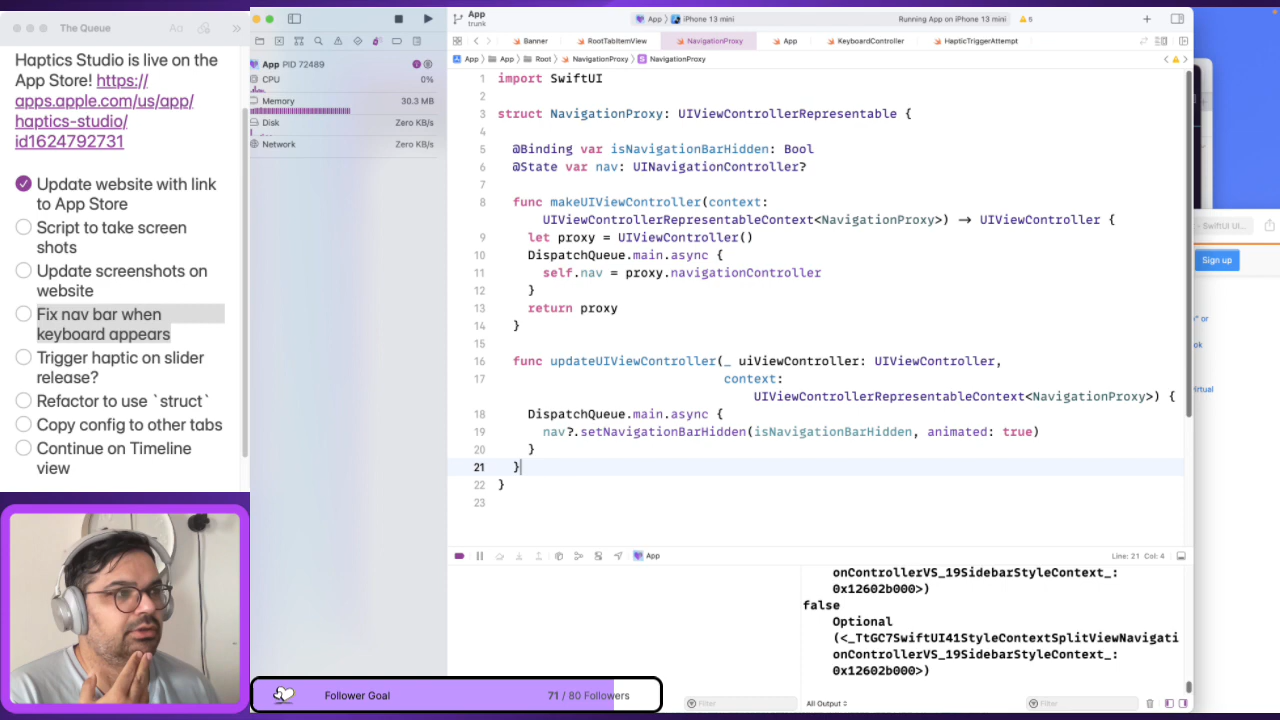 The Queue
Aa
Haptics Studio is live on the
App Store! https://
apps.apple.com/us/app/
haptics-studio/
id1624792731
Update website with link
to App Store
Script to take screen
shots
Update screenshots on
website
Fix nav bar when
keyboard appears
Trigger haptic on slider
release?
Refactor to use `struct`
Copy config to other tabs
Continue on Timeline
view
App
trunk
App
iPhone 13 mini
Running App on iPhone 13 mini
5
Banner
RootTabItemView
NavigationProxy
App
KeyboardController
HapticTriggerAttempt
App
App
Root
NavigationProxy
NavigationProxy
App PID 72489
CPU
0%
Memory
30.3 MB
Disk
Zero KB/s
Network
Zero KB/s
1 import SwiftUI
2
3 struct NavigationProxy: UIViewControllerRepresentable {
4
5 @Binding var isNavigationBarHidden: Bool
6 @State var nav: UINavigationController?
7
8 func makeUIViewController(context:
UIViewControllerRepresentableContext<NavigationProxy>) -> UIViewController {
9 let proxy = UIViewController()
10 DispatchQueue.main.async {
11 self.nav = proxy.navigationController
12 }
13 return proxy
14 }
15
16 func updateUIViewController(_ uiViewController: UIViewController,
17 context:
UIViewControllerRepresentableContext<NavigationProxy>) {
18 DispatchQueue.main.async {
19 nav?.setNavigationBarHidden(isNavigationBarHidden, animated: true)
20 }
21 }
22 }
23
App
Line: 21 Col: 4
onControllerVS_19SidebarStyleContext_:
0x12602b000>)
false
Optional
(<_TtGC7SwiftUI41StyleContextSplitViewNavigati
onControllerVS_19SidebarStyleContext_:
0x12602b000>)
Filter
All Output
Filter
Follower Goal
71 / 80 Followers
- SwiftUI UI...
Sign up
" or
ok
irtual